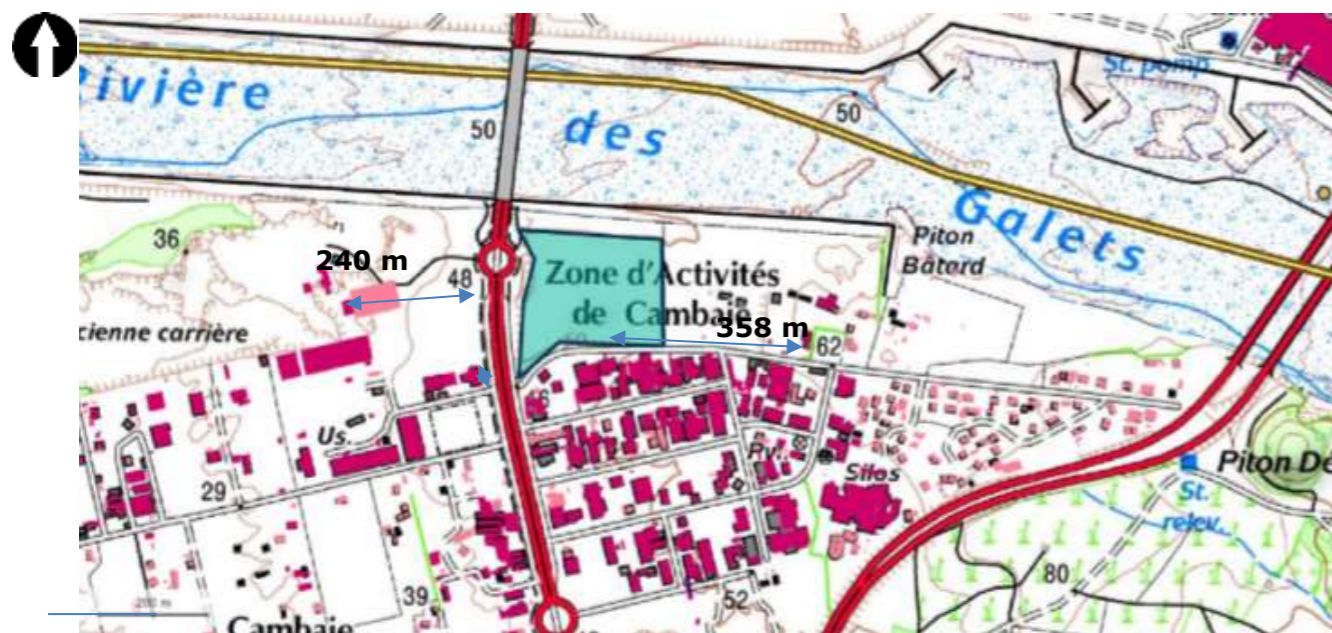 St. pomp.
Rivière
des
50
50
Galets
36
Piton
Bâtard
240 m
48
Zone d'Activités
de Cambaie
358 m
62
cienne carrière
Us.
29
Silos
Piton De
St.
relev.
80
39
52
200 m
Cambaie